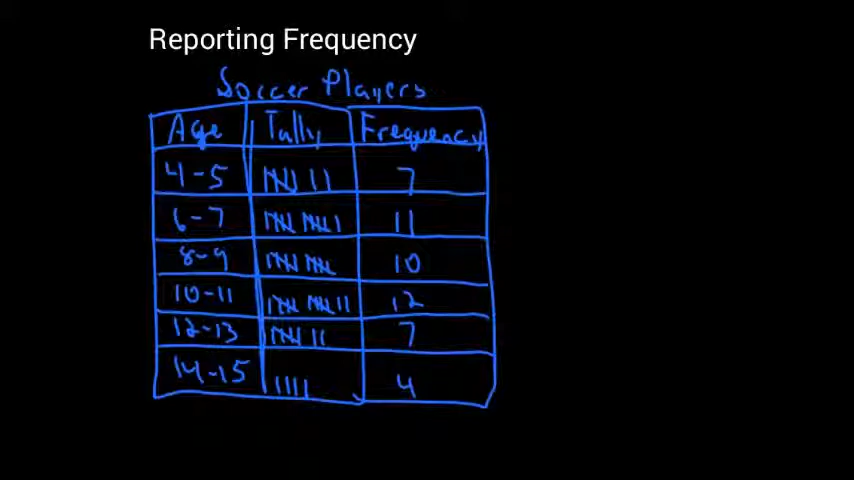 Reporting Frequency
Soccer Players
Age Tally Frequency
4-5 7
6-7 11
8-9 10
10-11 12
12-13 7
14-15 4